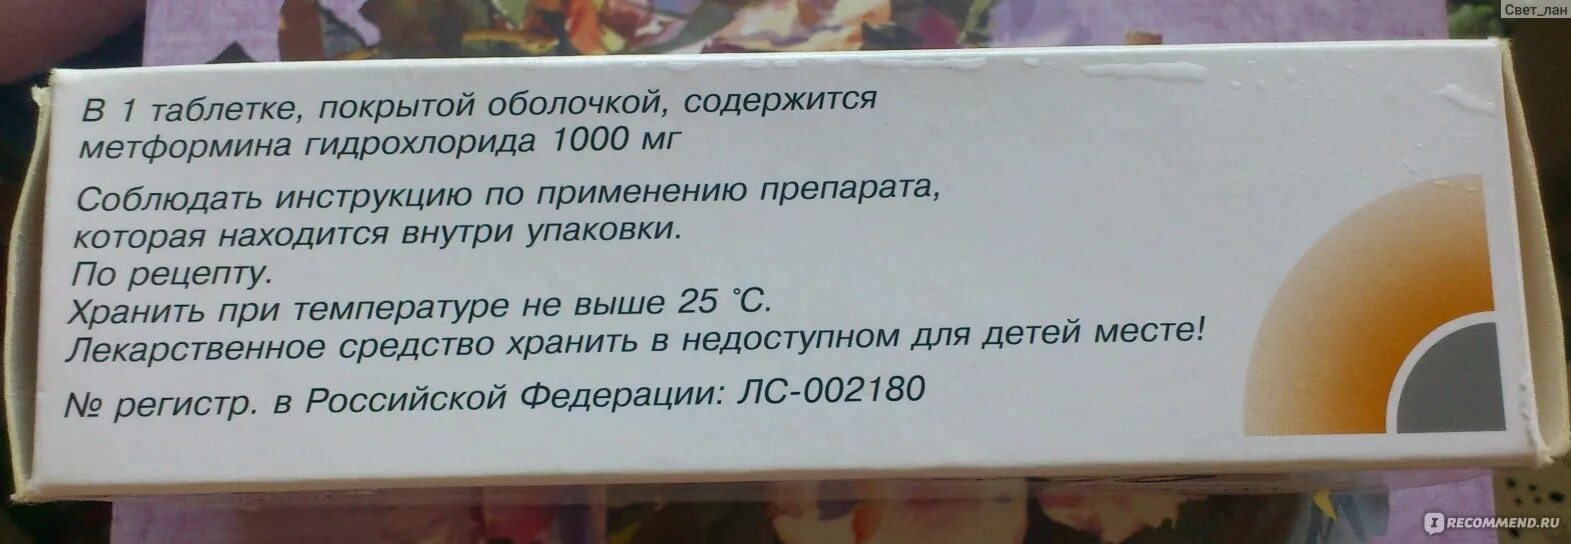 Свет_лан
В 1 таблетке, покрытой оболочкой, содержится
метформина гидрохлорида 1000 мг
Соблюдать инструкцию по применению препарата,
которая находится внутри упаковки.
По рецепту.
Хранить при температуре не выше 25 °C.
Лекарственное средство хранить в недоступном для детей месте!
№ регистр. в Российской Федерации: ЛС-002180
IRECOMMEND.RU